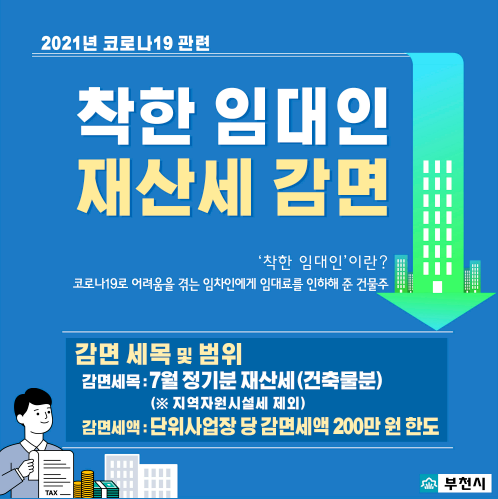 2021년 코로나19 관련
착한 임대인
재산세 감면
‘착한 임대인’이란?
코로나19로 어려움을 겪는 임차인에게 임대료를 인하해 준 건물주
감면 세목 및 범위
감면세목 : 7월 정기분 재산세(건축물분)
(※ 지역자원시설세 제외)
감면세액 : 단위사업장 당 감면세액 200만 원 한도
TAX
부천시